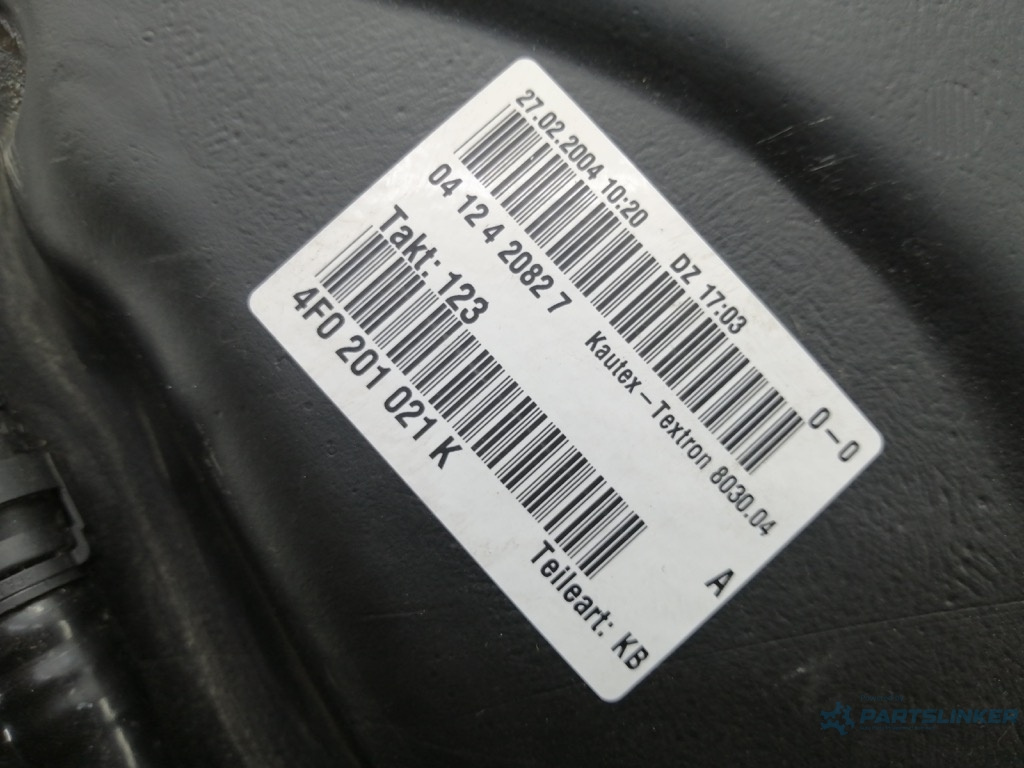 27.02.2004 10:20 DZ 17:03 0-0
04 12 4 2082 7 Kautex-Textron 8030.04
Takt: 123 A
4F0 201 021 K Teileart: KB
PARTSLINKER